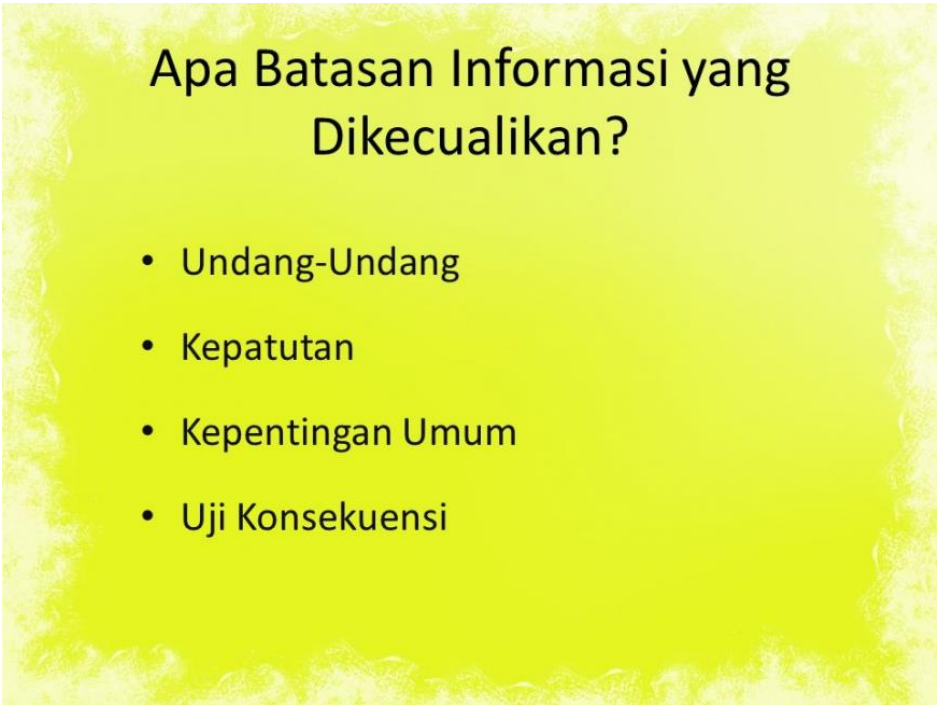 Apa Batasan Informasi yang
Dikecualikan?
• Undang-Undang
• Kepatutan
• Kepentingan Umum
• Uji Konsekuensi